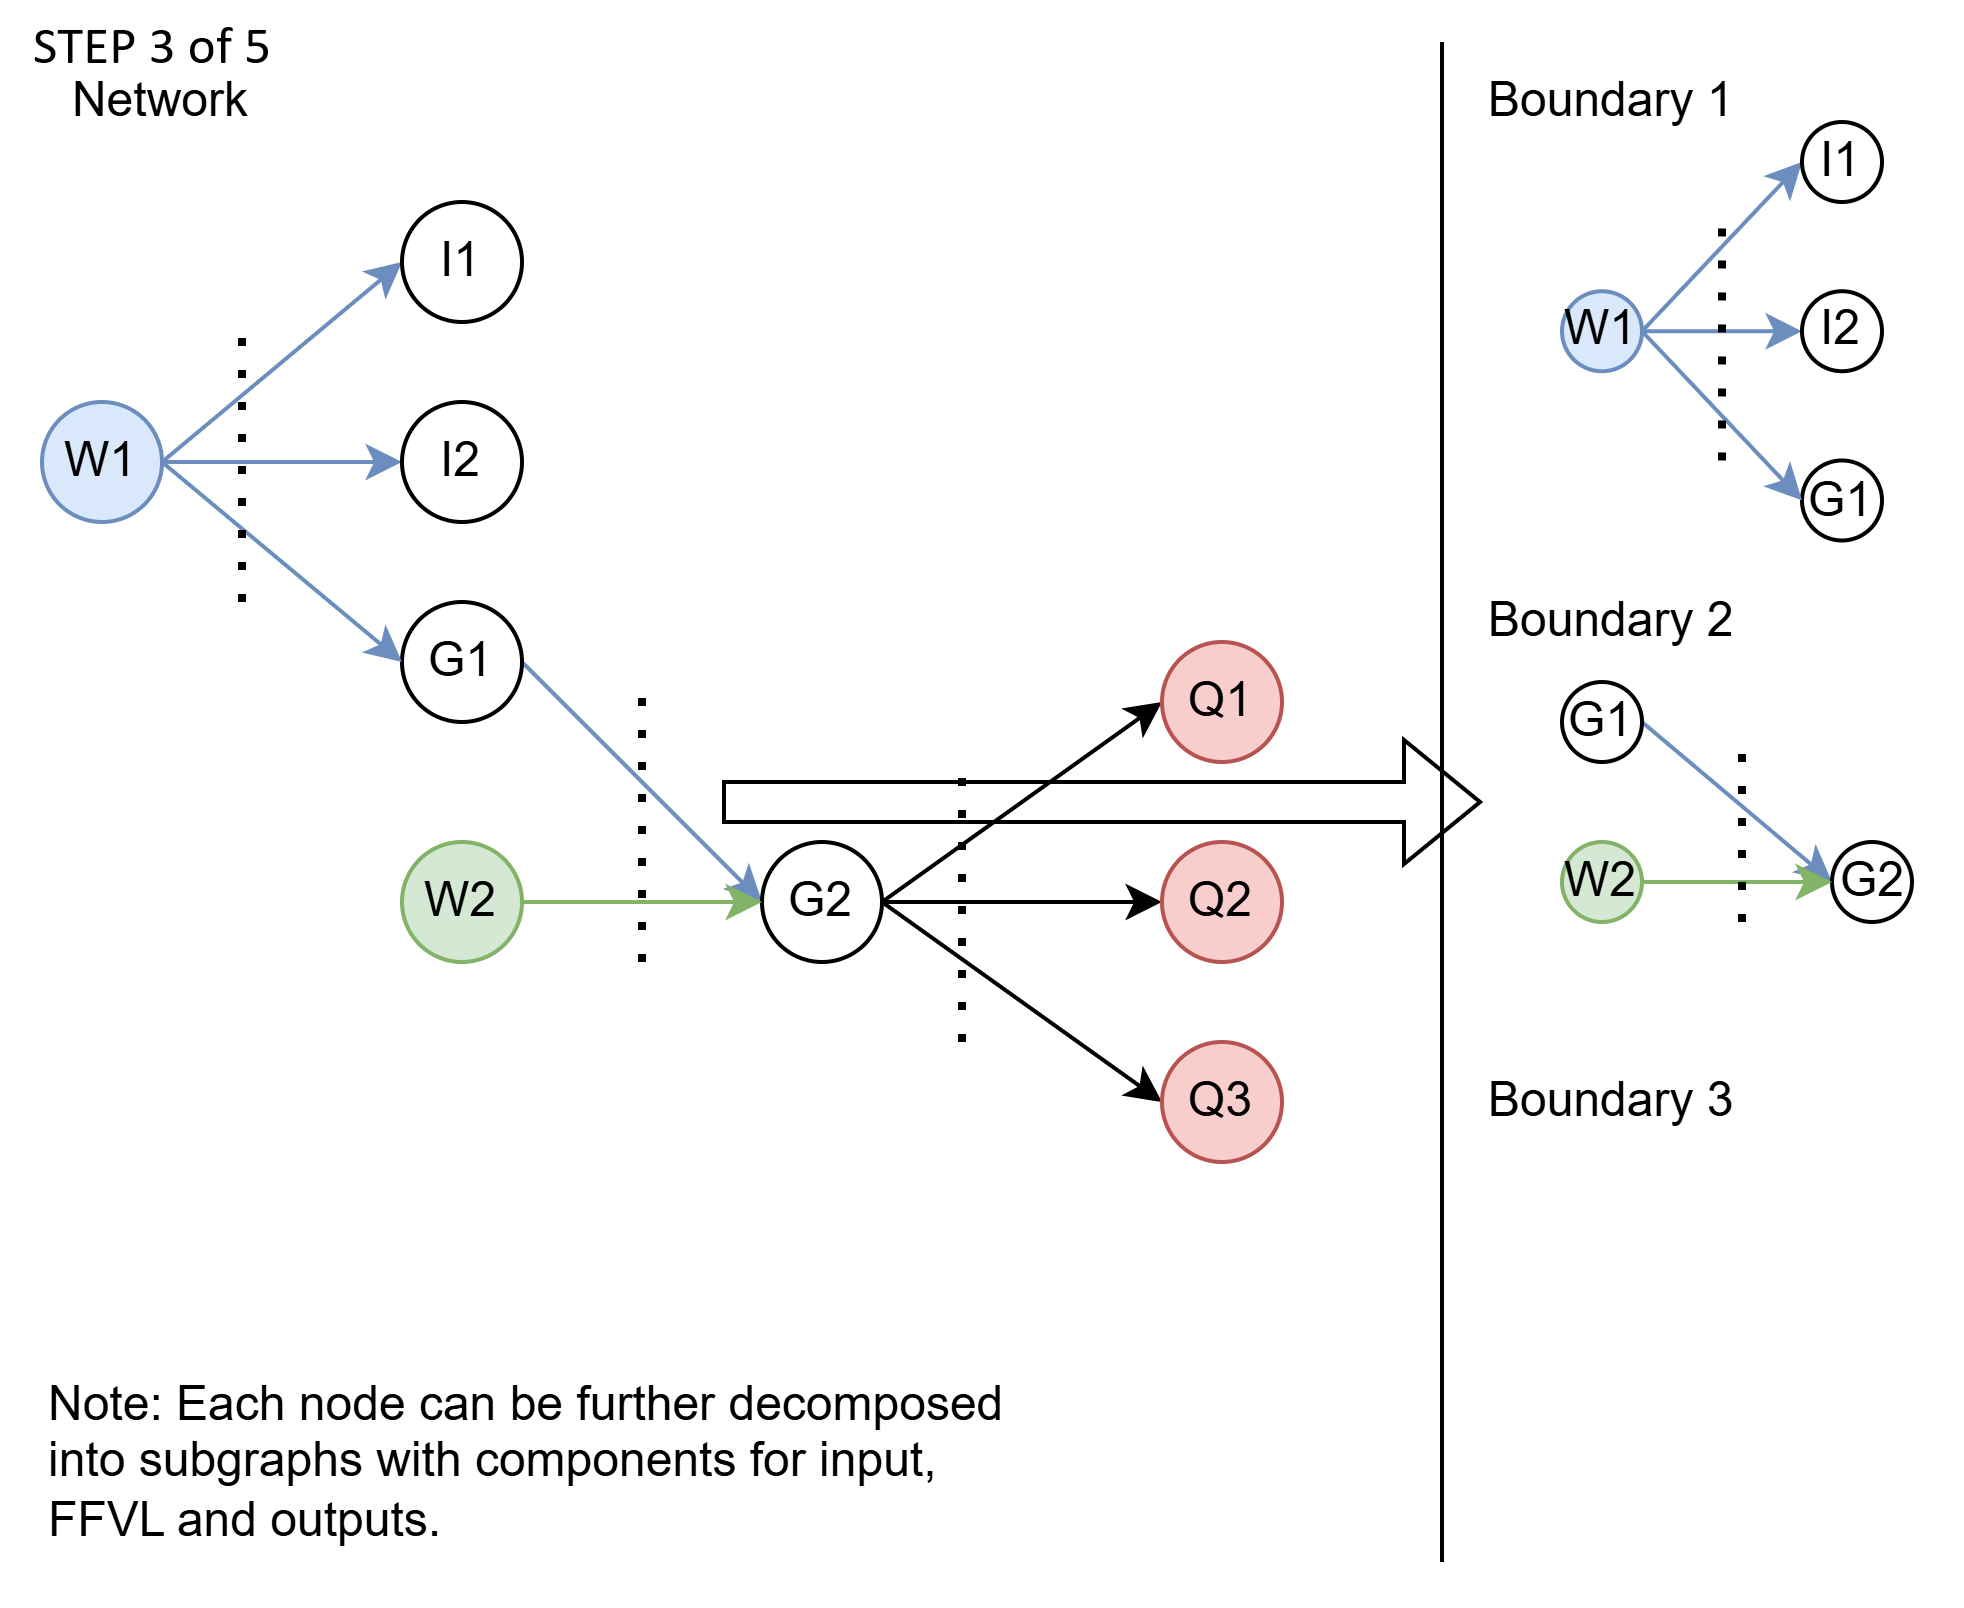 STEP 3 of 5
Network
I1
W1
I2
G1
Q1
W2
G2
Q2
Q3
Note: Each node can be further decomposed
into subgraphs with components for input,
FFVL and outputs.
Boundary 1
I1
W1
I2
G1
Boundary 2
G1
W2
G2
Boundary 3